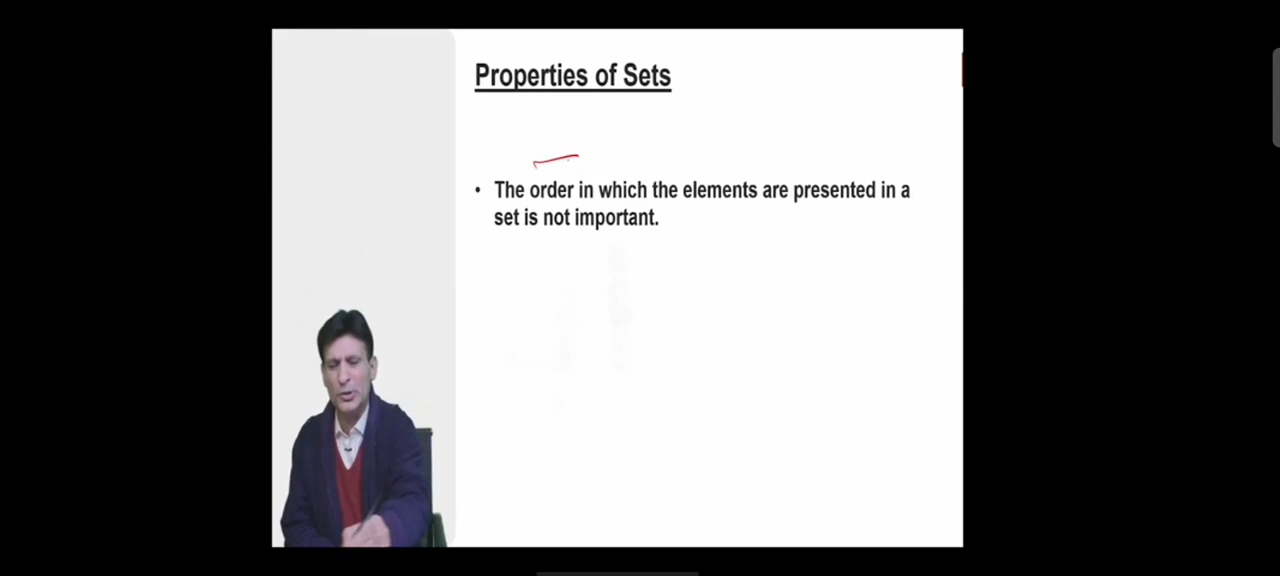 Properties of Sets
• The order in which the elements are presented in a
set is not important.